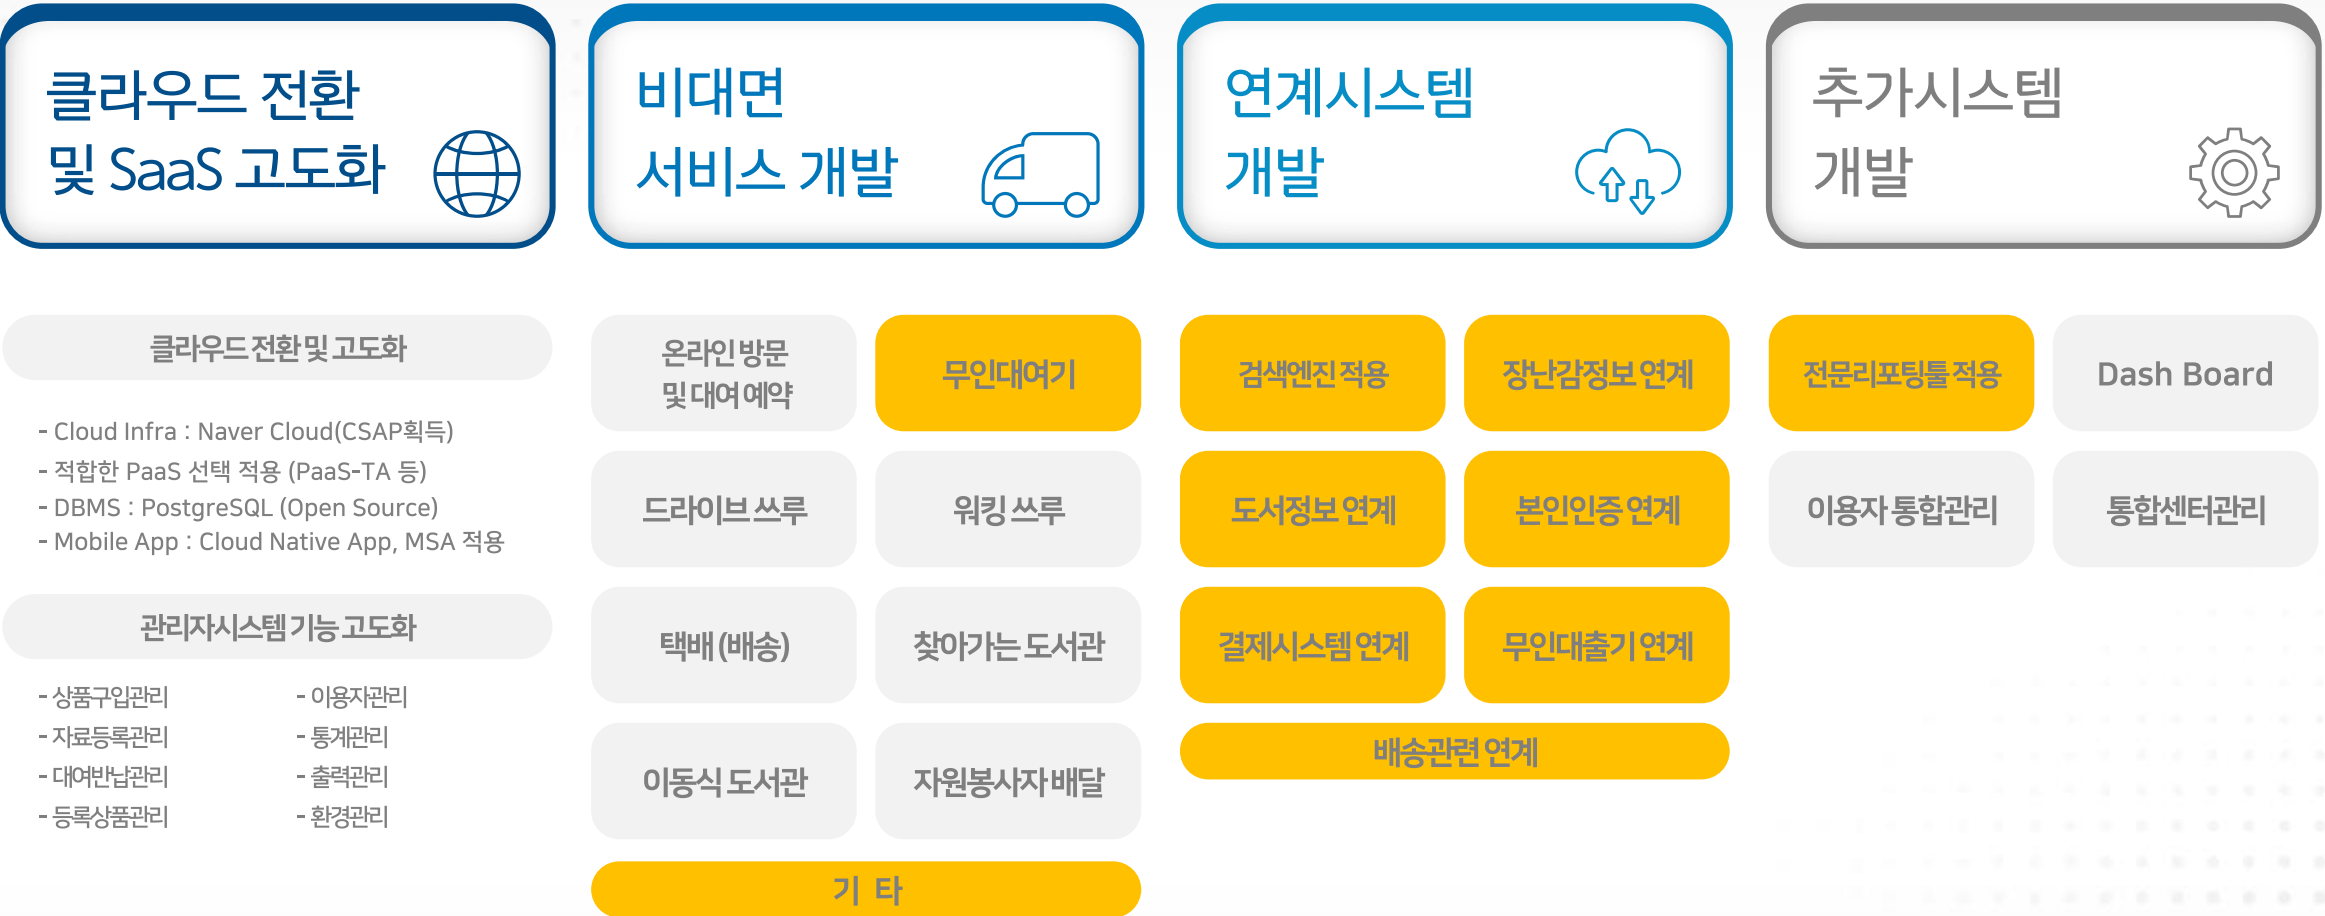 클라우드 전환
및 SaaS 고도화
클라우드 전환 및 고도화
- Cloud Infra : Naver Cloud(CSAP획득)
- 적합한 PaaS 선택 적용 (PaaS-TA 등)
- DBMS : PostgreSQL (Open Source)
- Mobile App : Cloud Native App, MSA 적용
관리자시스템 기능 고도화
- 상품구입관리
- 자료등록관리
- 대여반납관리
- 등록상품관리
- 이용자관리
- 통계관리
- 출력관리
- 환경관리
비대면
서비스 개발
온라인 방문
및 대여 예약
무인대여기
드라이브 쓰루
워킹 쓰루
택배 (배송)
찾아가는 도서관
이동식 도서관
자원봉사자 배달
기 타
연계시스템
개발
검색엔진 적용
장난감정보 연계
도서정보 연계
본인인증 연계
결제시스템 연계
무인대출기 연계
배송관련 연계
추가시스템
개발
전문리포팅툴 적용
Dash Board
이용자 통합관리
통합센터관리